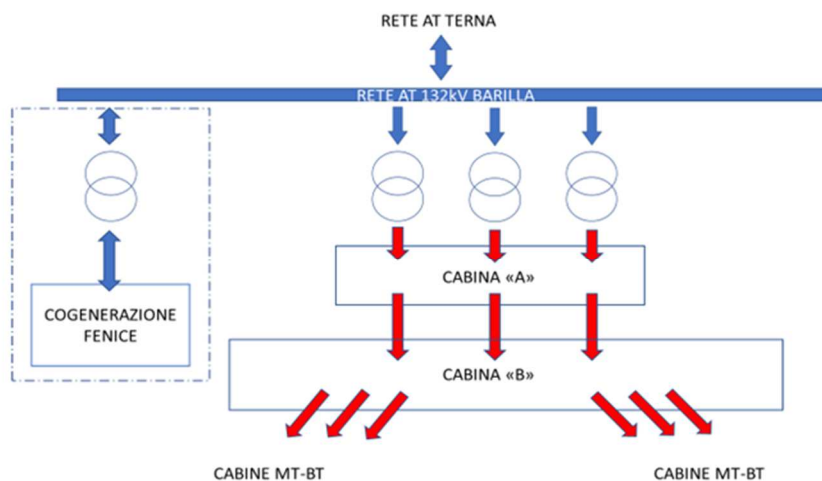 RETE AT TERNA
RETE AT 132kV BARILLA
CABINA «A»
COGENERAZIONE
FENICE
CABINA «B»
CABINE MT-BT
CABINE MT-BT